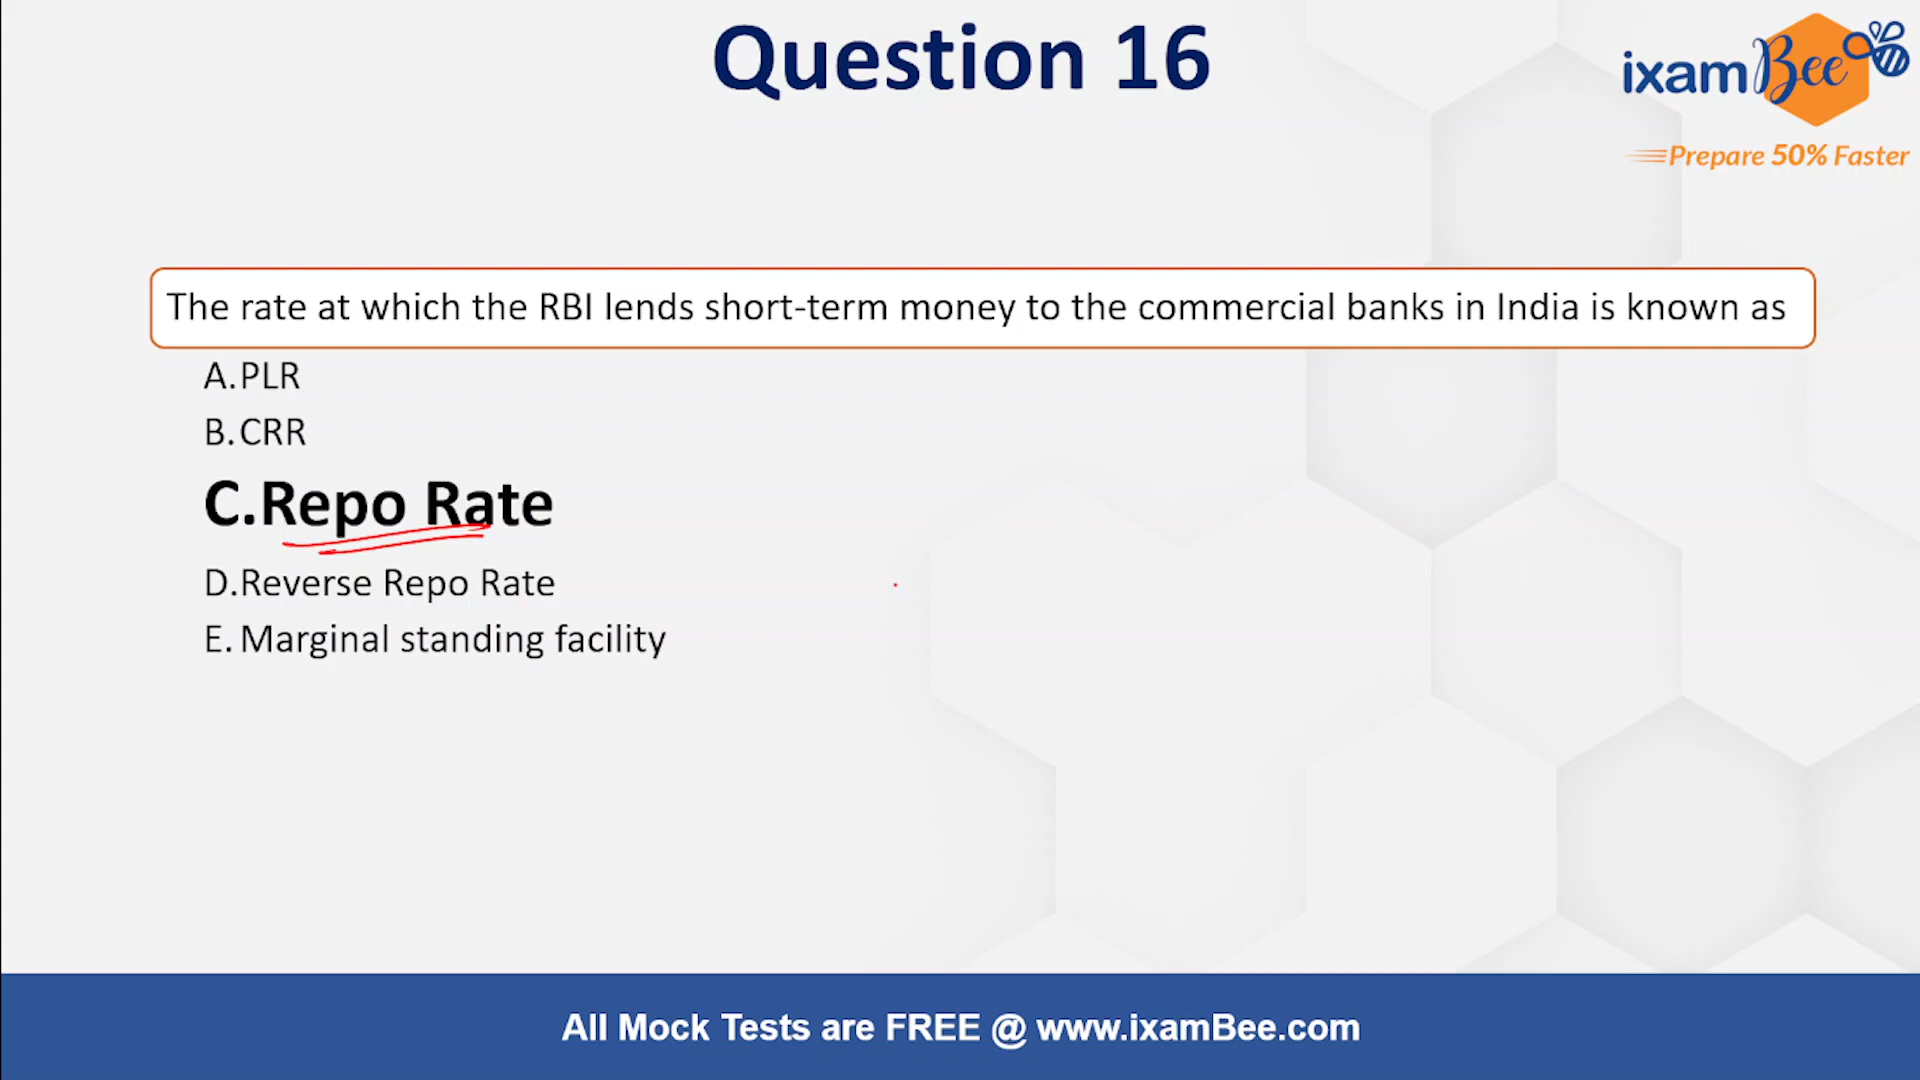 Question 16
ixamBee
Prepare 50% Faster
The rate at which the RBI lends short-term money to the commercial banks in India is known as
A.PLR
B.CRR
C.Repo Rate
D.Reverse Repo Rate
E. Marginal standing facility
All Mock Tests are FREE @ www.ixamBee.com